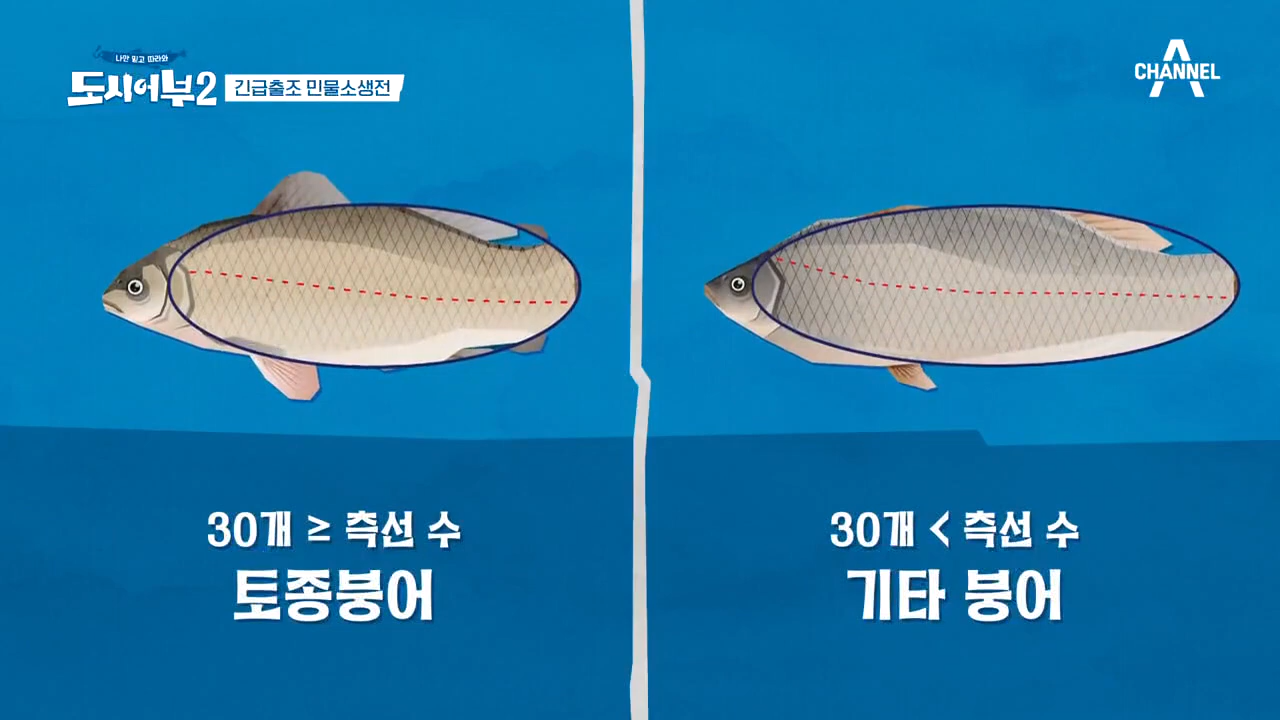 나만 믿고 따라와
도시어부2
긴급출조 민물소생전
CHANNEL A
30개 ≥ 측선 수
토종붕어
30개 < 측선 수
기타 붕어